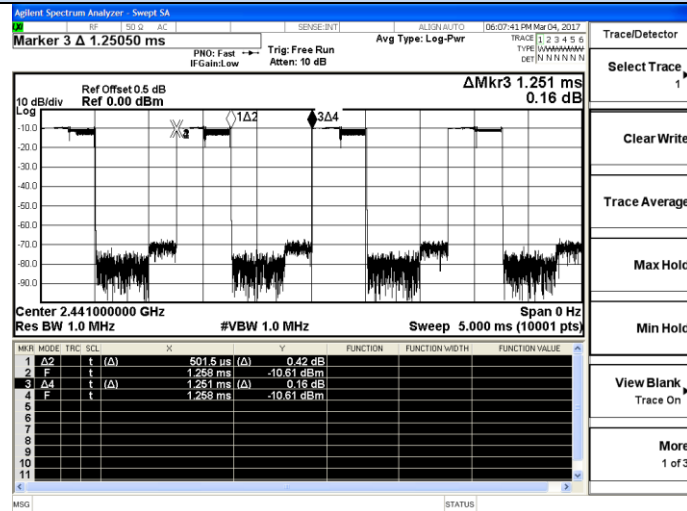 Agilent Spectrum Analyzer - Swept SA
RF 50 Ω AC SENSE:INT ALIGN AUTO 06:07:41 PM Mar 04, 2017
Marker 3 Δ 1.25050 ms
PNO: Fast Trig: Free Run
IFGain:Low Atten: 10 dB
Avg Type: Log-Pwr
TRACE 1 2 3 4 5 6
TYPE
DET N N N N N N
Ref Offset 0.5 dB
10 dB/div Ref 0.00 dBm
ΔMkr3 1.251 ms
0.16 dB
Log
1Δ2 3Δ4
-10.0
-20.0
-30.0
-40.0
-50.0
-60.0
-70.0
-80.0
-90.0
Center 2.441000000 GHz Span 0 Hz
Res BW 1.0 MHz #VBW 1.0 MHz Sweep 5.000 ms (10001 pts)
MKR MODE TRC SCL X Y FUNCTION FUNCTION WIDTH FUNCTION VALUE
1 Δ2 t (Δ) 501.5 µs (Δ) 0.42 dB
2 F t 1.258 ms -10.61 dBm
3 Δ4 t (Δ) 1.251 ms (Δ) 0.16 dB
4 F t 1.258 ms -10.61 dBm
5
6
7
8
9
10
11
MSG STATUS
Trace/Detector
Select Trace
1
Clear Write
Trace Average
Max Hold
Min Hold
View Blank
Trace On
More
1 of 3